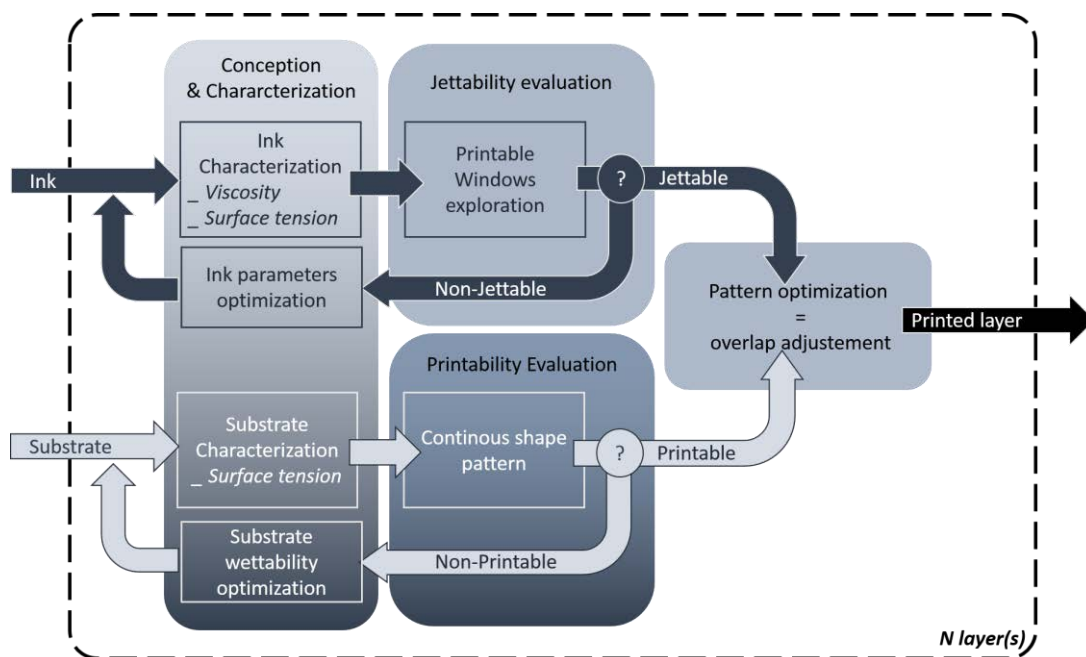 Conception
& Charcterization
Jettability evaluation
Ink
Ink
Characterization
_ Viscosity
_ Surface tension
Printable
Windows
exploration
?
Jettable
Ink parameters
optimization
Non-Jettable
Pattern optimization
=
overlap adjustement
Printed layer
Printability Evaluation
Substrate
Substrate
Characterization
_ Surface tension
Continous shape
pattern
?
Printable
Substrate
wettability
optimization
Non-Printable
N layer(s)